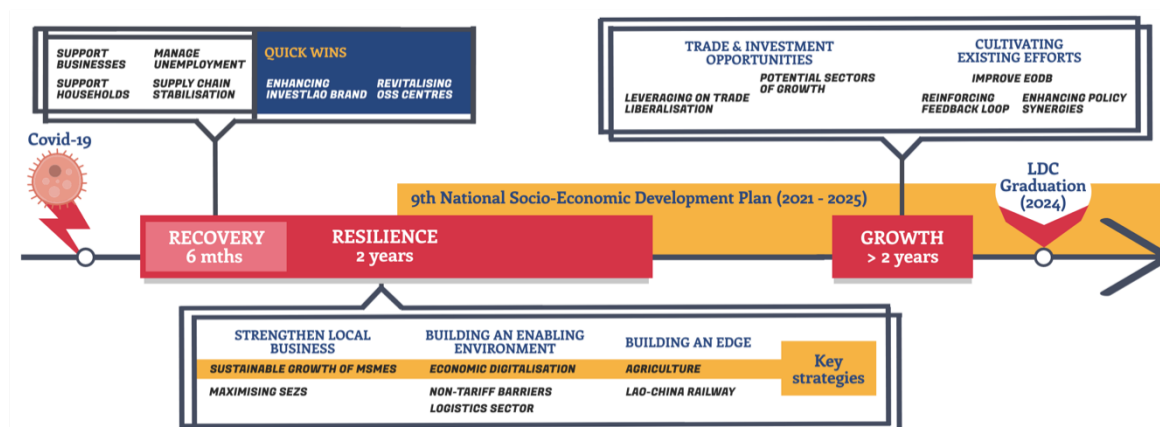 SUPPORT
BUSINESSES
MANAGE
UNEMPLOYMENT
SUPPORT
HOUSEHOLDS
SUPPLY CHAIN
STABILISATION
QUICK WINS
ENHANCING
INVESTLAO BRAND
REVITALISING
OSS CENTRES
TRADE & INVESTMENT
OPPORTUNITIES
POTENTIAL SECTORS
OF GROWTH
LEVERAGING ON TRADE
LIBERALISATION
CULTIVATING
EXISTING EFFORTS
IMPROVE EODB
REINFORCING
FEEDBACK LOOP
ENHANCING POLICY
SYNERGIES
Covid-19
9th National Socio-Economic Development Plan (2021 - 2025)
LDC
Graduation
(2024)
RECOVERY
6 mths
RESILIENCE
2 years
GROWTH
> 2 years
STRENGTHEN LOCAL
BUSINESS
BUILDING AN ENABLING
ENVIRONMENT
BUILDING AN EDGE
SUSTAINABLE GROWTH OF MSMES
ECONOMIC DIGITALISATION
AGRICULTURE
Key
strategies
MAXIMISING SEZS
NON-TARIFF BARRIERS
LAO-CHINA RAILWAY
LOGISTICS SECTOR